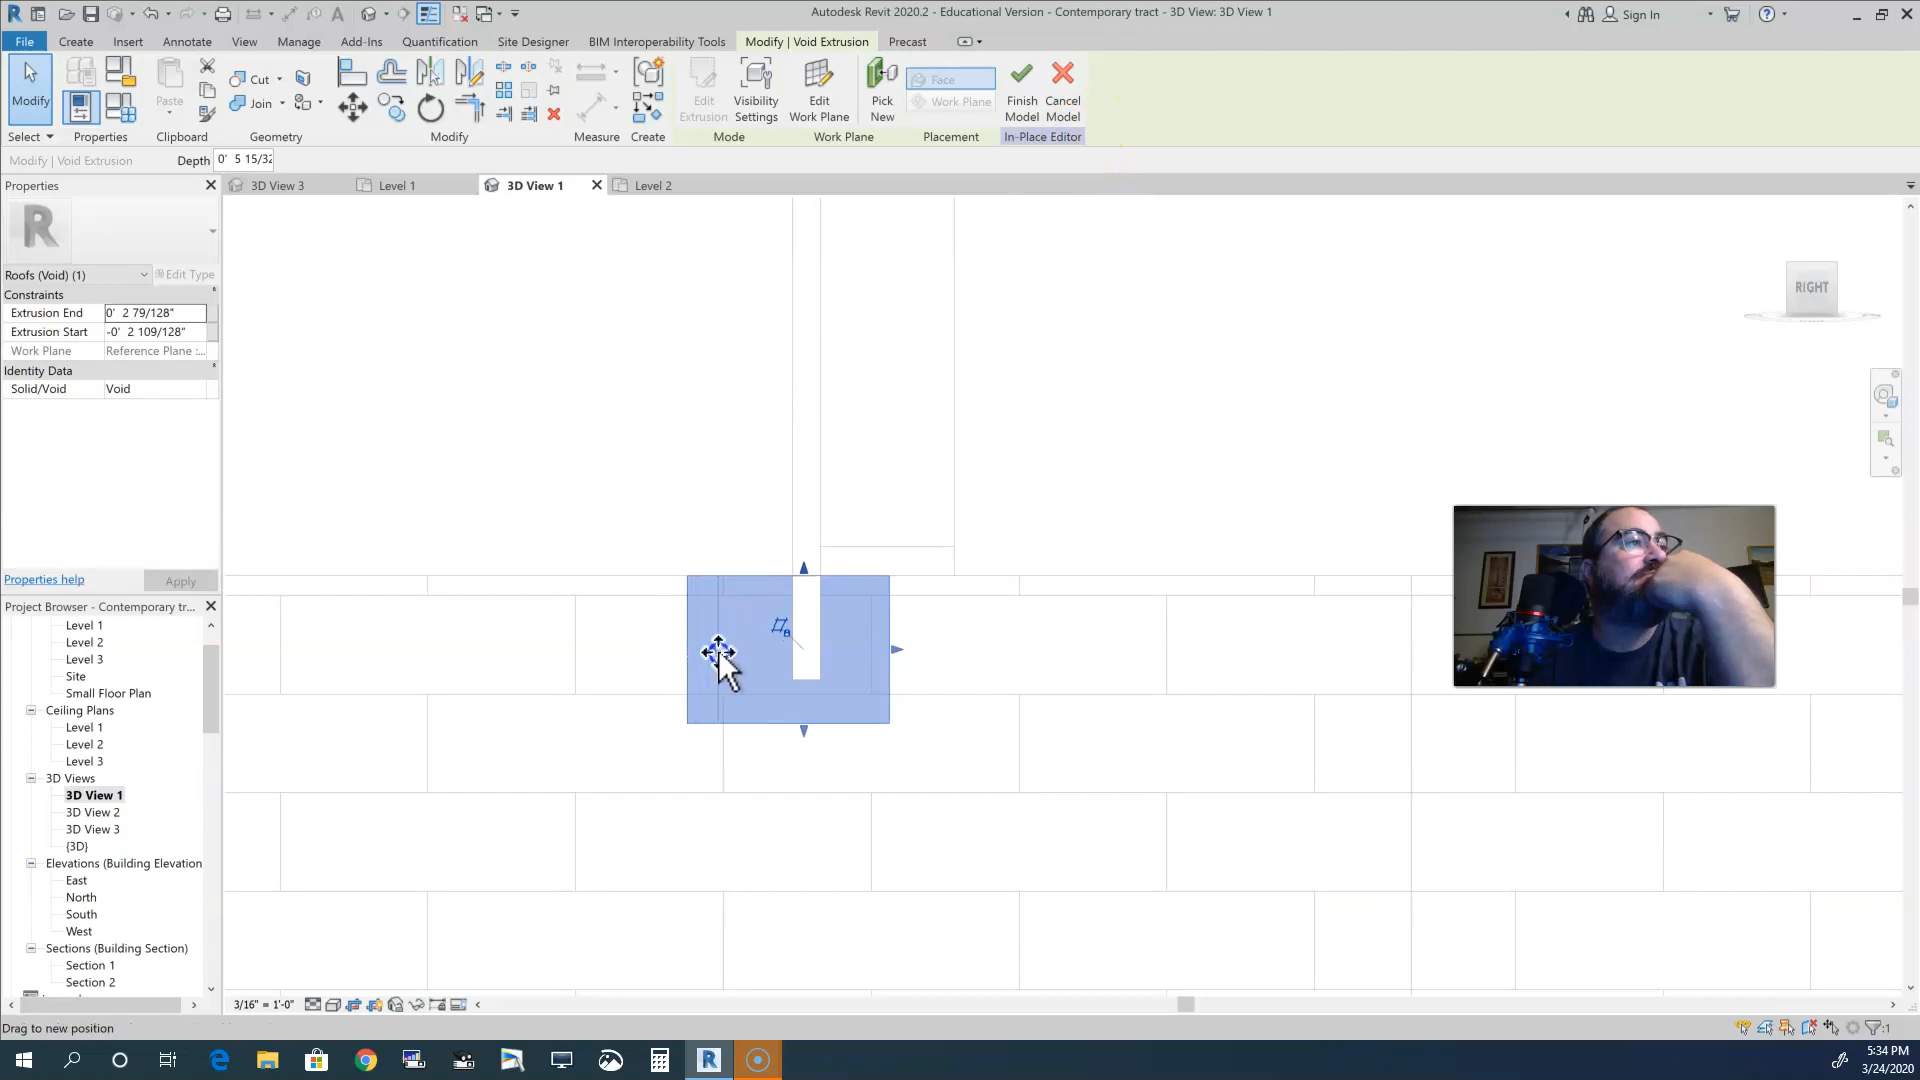 Autodesk Revit 2020.2 - Educational Version - Contemporary tract - 3D View: 3D View 1
Sign In
File Create Insert Annotate View Manage Add-Ins Quantification Site Designer BIM Interoperability Tools Modify | Void Extrusion Precast
Modify
Paste
Cut
Join
Edit Extrusion
Visibility Settings
Edit Work Plane
Pick New
Face
Work Plane
Finish Model
Cancel Model
Select Properties Clipboard Geometry Modify Measure Create Mode Work Plane Placement In-Place Editor
Modify | Void Extrusion Depth 0' 5 15/32
Properties
3D View 3 Level 1 3D View 1 Level 2
R
Roofs (Void) (1) Edit Type
Constraints
Extrusion End 0' 2 79/128"
Extrusion Start -0' 2 109/128"
Work Plane Reference Plane :...
Identity Data
Solid/Void Void
RIGHT
Properties help Apply
Project Browser - Contemporary tr...
Level 1
Level 2
Level 3
Site
Small Floor Plan
Ceiling Plans
Level 1
Level 2
Level 3
3D Views
3D View 1
3D View 2
3D View 3
{3D}
Elevations (Building Elevation
East
North
South
West
Sections (Building Section)
Section 1
Section 2
3/16" = 1'-0"
Drag to new position
:1
5:34 PM
3/24/2020